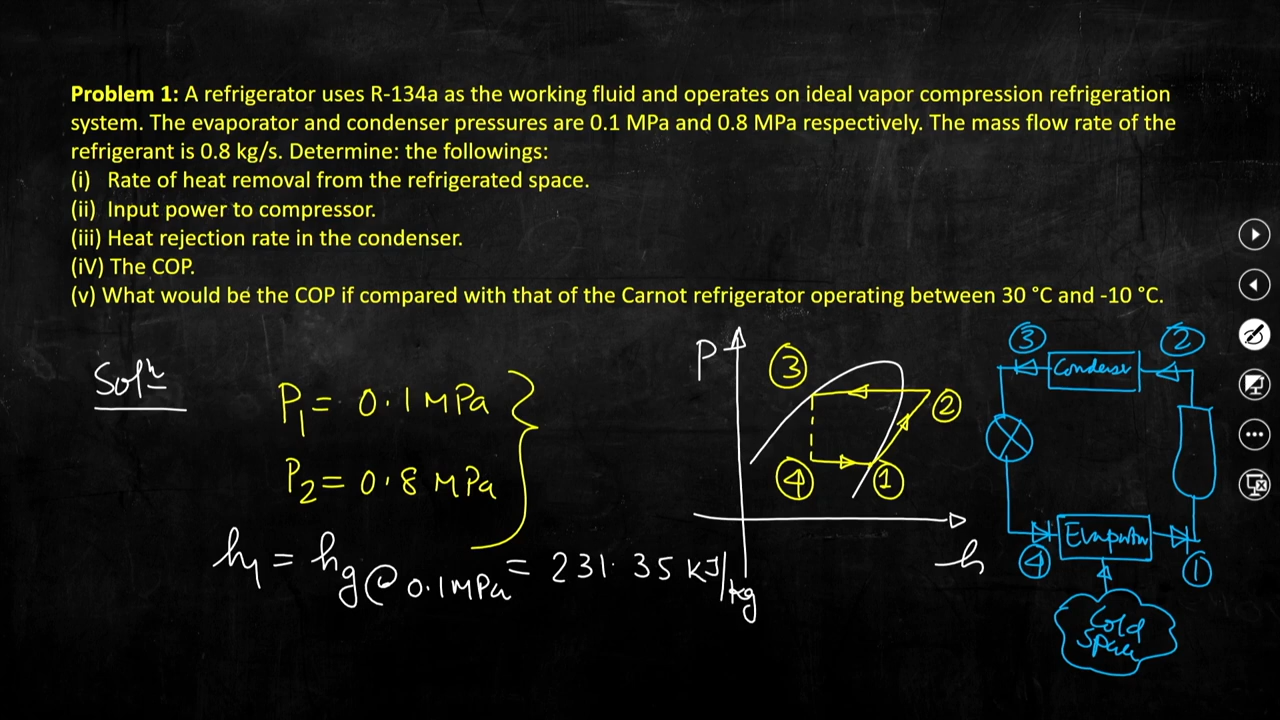 Problem 1: A refrigerator uses R-134a as the working fluid and operates on ideal vapor compression refrigeration
system. The evaporator and condenser pressures are 0.1 MPa and 0.8 MPa respectively. The mass flow rate of the
refrigerant is 0.8 kg/s. Determine: the followings:
(i) Rate of heat removal from the refrigerated space.
(ii) Input power to compressor.
(iii) Heat rejection rate in the condenser.
(iV) The COP.
(v) What would be the COP if compared with that of the Carnot refrigerator operating between 30 °C and -10 °C.
Solⁿ
P₁ = 0.1 MPa
P₂ = 0.8 MPa
h₁ = hg@0.1MPa = 231.35 KJ/kg
P
3
2
4
1
h
3
2
Condenser
Evaporator
4
1
Cold
Space